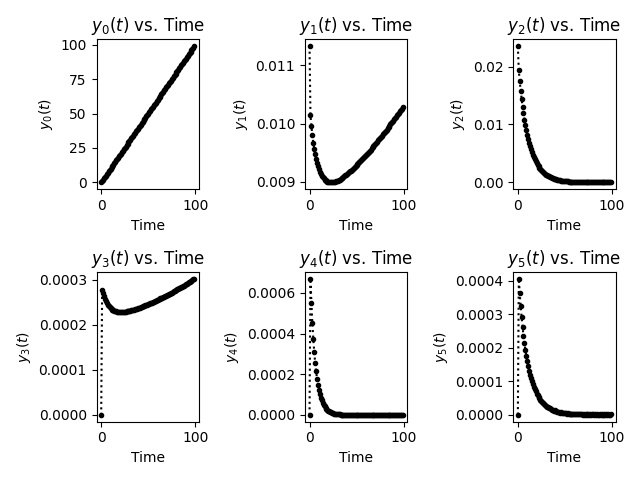 y₀(t) vs. Time
y₀(t)
100
75
50
25
0
0
100
Time
y₁(t) vs. Time
y₁(t)
0.011
0.010
0.009
0
100
Time
y₂(t) vs. Time
y₂(t)
0.02
0.01
0.00
0
100
Time
y₃(t) vs. Time
y₃(t)
0.0003
0.0002
0.0001
0.0000
0
100
Time
y₄(t) vs. Time
y₄(t)
0.0006
0.0004
0.0002
0.0000
0
100
Time
y₅(t) vs. Time
y₅(t)
0.0004
0.0003
0.0002
0.0001
0.0000
0
100
Time